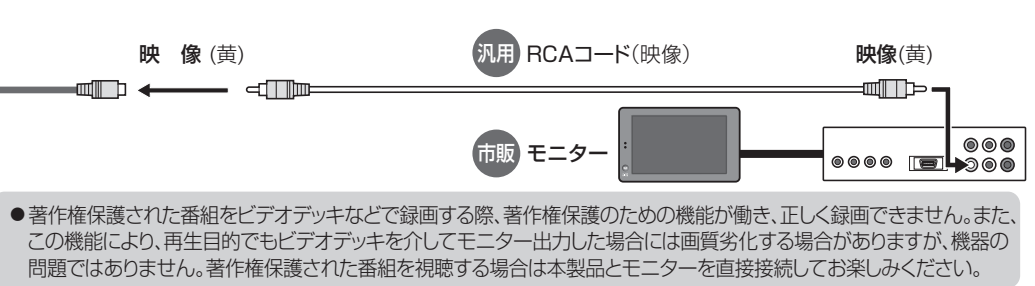 映 像 (黄)
汎用 RCAコード(映像)
映像(黄)
市販 モニター
●著作権保護された番組をビデオデッキなどで録画する際、著作権保護のための機能が働き、正しく録画できません。また、
この機能により、再生目的でもビデオデッキを介してモニター出力した場合には画質劣化する場合がありますが、機器の
問題ではありません。著作権保護された番組を視聴する場合は本製品とモニターを直接接続してお楽しみください。